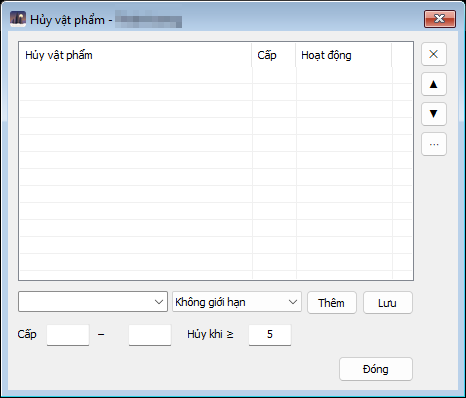 Hủy vật phẩm -
Hủy vật phẩm Cấp Hoạt động
Không giới hạn Thêm Lưu
Cấp – Hủy khi ≥ 5
Đóng